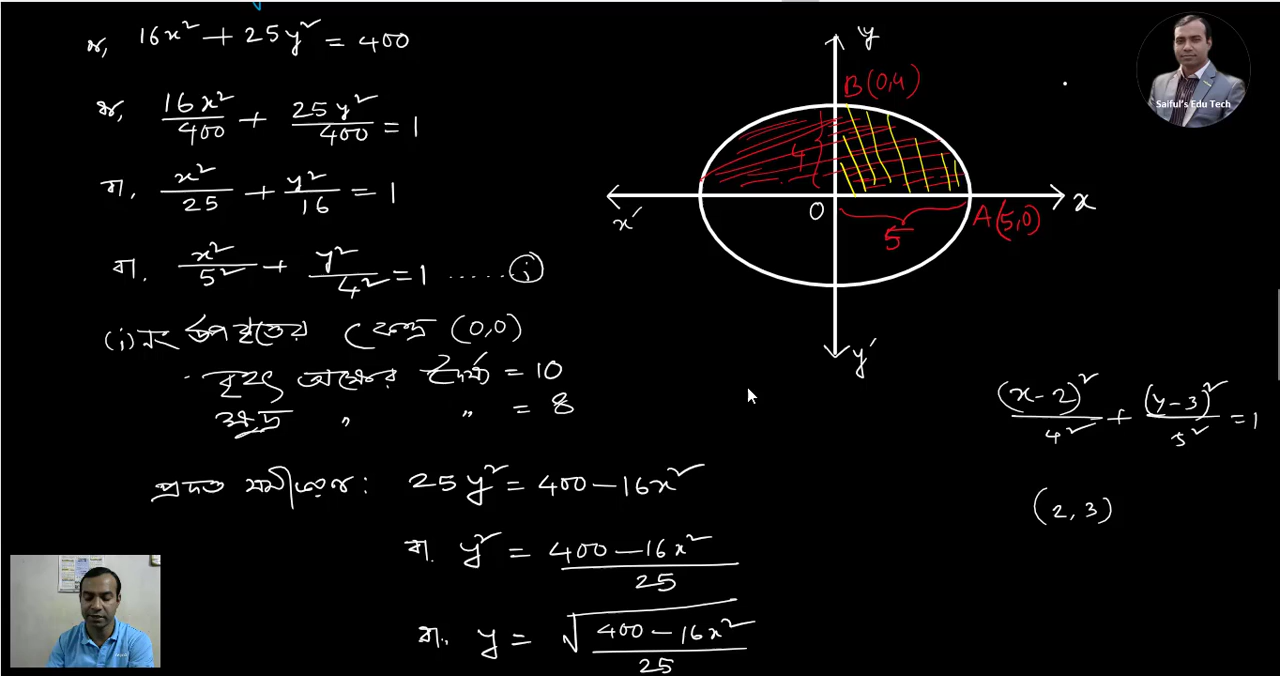 বা, 16x² + 25y² = 400
বা, 16x²/400 + 25y²/400 = 1
বা, x²/25 + y²/16 = 1
বা, x²/5² + y²/4² = 1 ...... (i)
(i) নং উপবৃত্তের কেন্দ্র (0,0)
বৃহৎ অক্ষের দৈর্ঘ্য = 10
ক্ষুদ্র " " = 8
প্রদত্ত সমীকরণ : 25y² = 400 - 16x²
বা, y² = (400 - 16x²)/25
বা, y = √((400 - 16x²)/25)
y
B(0,4)
4
x'
O
5
A(5,0)
x
y'
(x-2)²/4² + (y-3)²/5² = 1
(2,3)
Saiful's Edu Tech